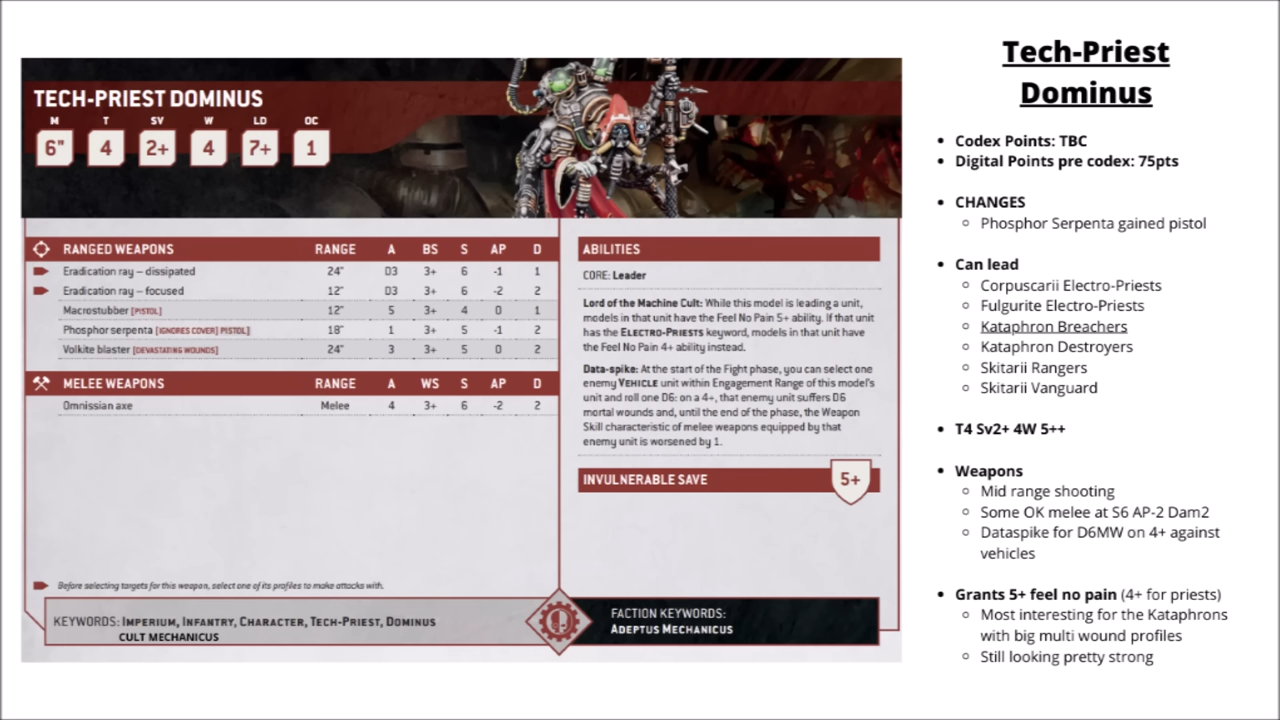 TECH-PRIEST DOMINUS
M T SV W LD OC
6" 4 2+ 4 7+ 1
RANGED WEAPONS RANGE A BS S AP D
Eradication ray – dissipated 24" D3 3+ 6 -1 1
Eradication ray – focused 12" D3 3+ 6 -2 2
Macrostubber [PISTOL] 12" 5 3+ 4 0 1
Phosphor serpenta [IGNORES COVER] PISTOL] 18" 1 3+ 5 -1 2
Volkite blaster [DEVASTATING WOUNDS] 24" 3 3+ 5 0 2
MELEE WEAPONS RANGE A WS S AP D
Omnissian axe Melee 4 3+ 6 -2 2
Before selecting targets for this weapon, select one of its profiles to make attacks with.
ABILITIES
CORE: Leader
Lord of the Machine Cult: While this model is leading a unit,
models in that unit have the Feel No Pain 5+ ability. If that unit
has the ELECTRO-PRIESTS keyword, models in that unit have
the Feel No Pain 4+ ability instead.
Data-spike: At the start of the Fight phase, you can select one
enemy VEHICLE unit within Engagement Range of this model's
unit and roll one D6: on a 4+, that enemy unit suffers D6
mortal wounds and, until the end of the phase, the Weapon
Skill characteristic of melee weapons equipped by that
enemy unit is worsened by 1.
INVULNERABLE SAVE 5+
KEYWORDS: IMPERIUM, INFANTRY, CHARACTER, TECH-PRIEST, DOMINUS
CULT MECHANICUS
FACTION KEYWORDS:
ADEPTUS MECHANICUS
Tech-Priest
Dominus
• Codex Points: TBC
• Digital Points pre codex: 75pts
• CHANGES
○ Phosphor Serpenta gained pistol
• Can lead
○ Corpuscarii Electro-Priests
○ Fulgurite Electro-Priests
○ Kataphron Breachers
○ Kataphron Destroyers
○ Skitarii Rangers
○ Skitarii Vanguard
• T4 Sv2+ 4W 5++
• Weapons
○ Mid range shooting
○ Some OK melee at S6 AP-2 Dam2
○ Dataspike for D6MW on 4+ against
vehicles
• Grants 5+ feel no pain (4+ for priests)
○ Most interesting for the Kataphrons
with big multi wound profiles
○ Still looking pretty strong